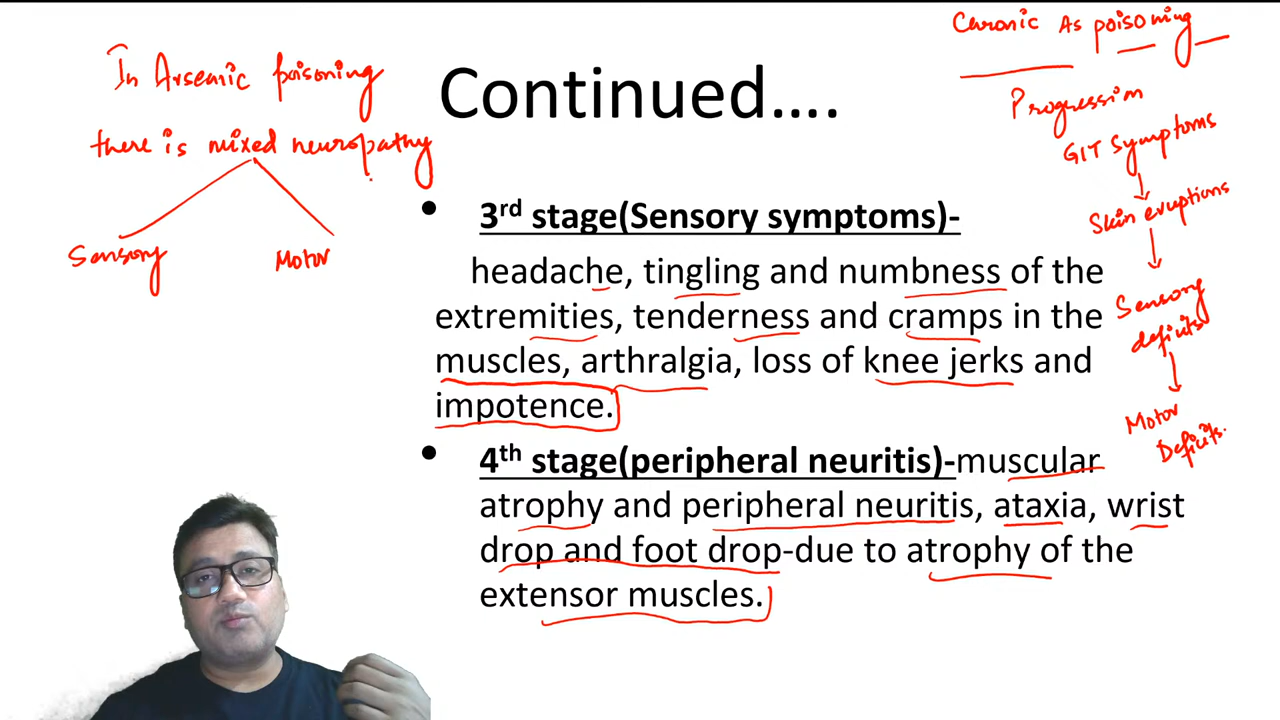 In Arsenic poisoning
there is mixed neuropathy
Sensory Motor
Continued....
Chronic As poisoning
Progression
GIT Symptoms
Skin eruptions
Sensory
deficits
Motor
Deficits.
• 3rd stage(Sensory symptoms)-
headache, tingling and numbness of the
extremities, tenderness and cramps in the
muscles, arthralgia, loss of knee jerks and
impotence.
• 4th stage(peripheral neuritis)-muscular
atrophy and peripheral neuritis, ataxia, wrist
drop and foot drop-due to atrophy of the
extensor muscles.